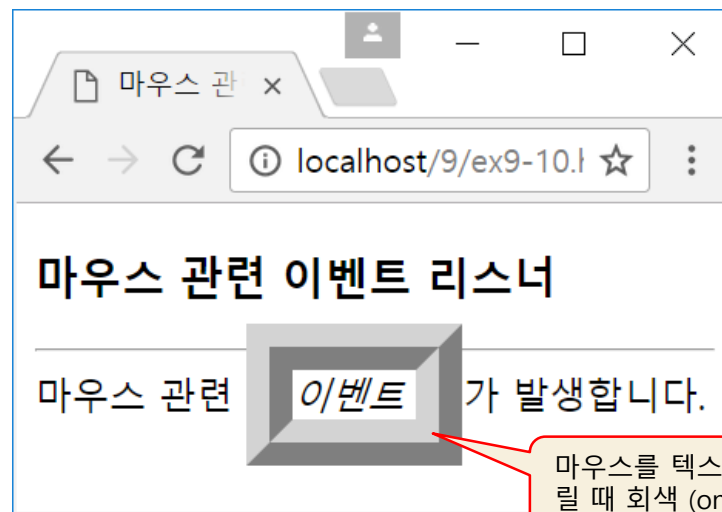 마우스 관
localhost/9/ex9-10.h
마우스 관련 이벤트 리스너
마우스 관련 이벤트 가 발생합니다.
마우스를 텍스
릴 때 회색 (on